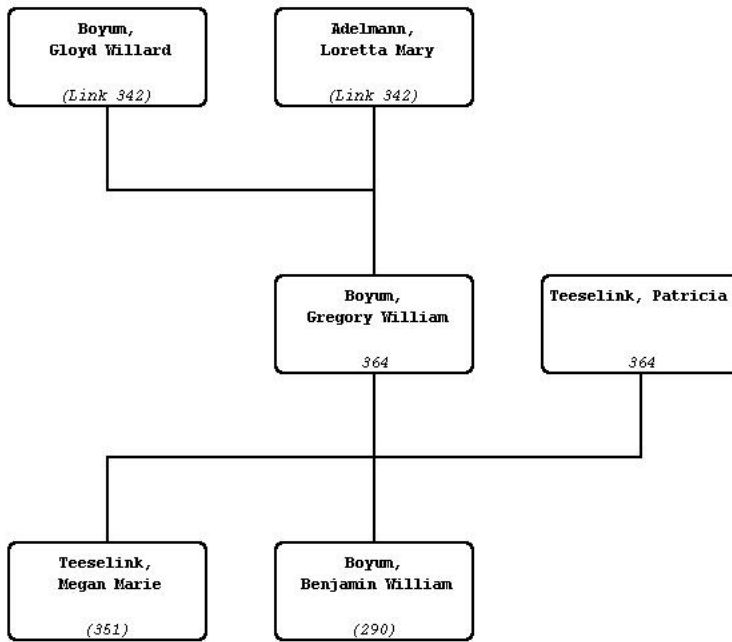 Boyum,
Gloyd Willard
(Link 342)
Adelmann,
Loretta Mary
(Link 342)
Boyum,
Gregory William
364
Teeselink, Patricia
364
Teeselink,
Megan Marie
(351)
Boyum,
Benjamin William
(290)